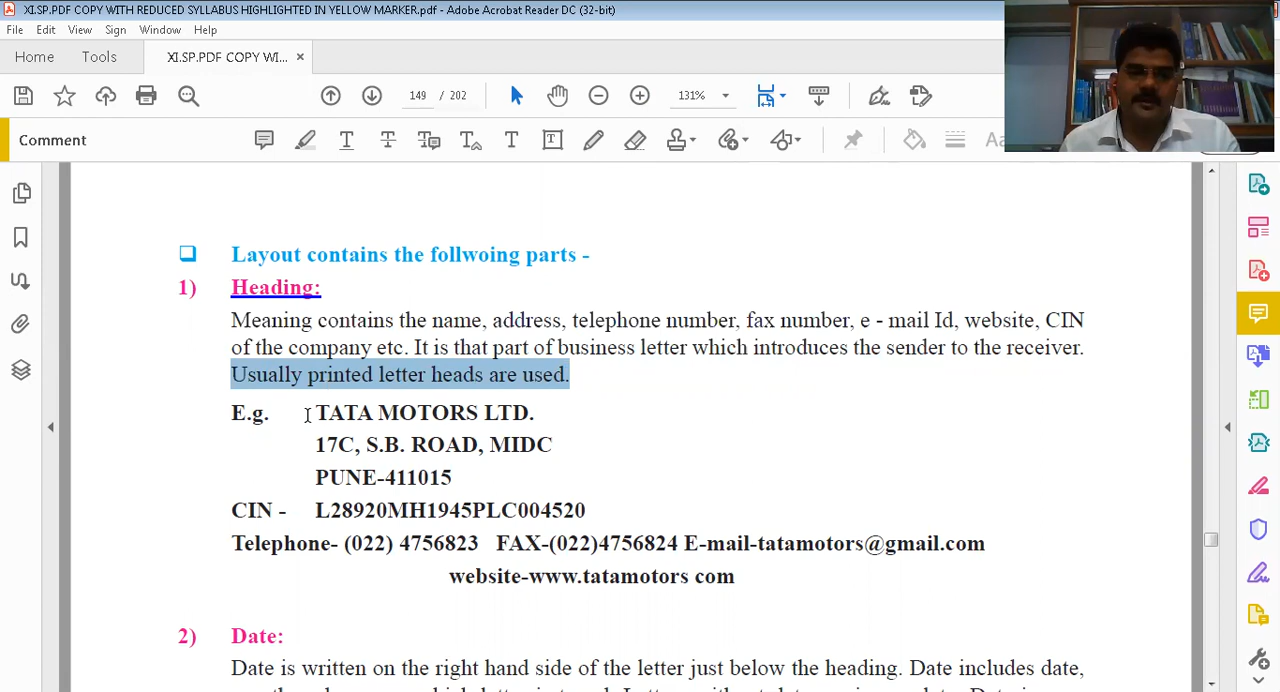 XI.SP.PDF COPY WITH REDUCED SYLLABUS HIGHLIGHTED IN YELLOW MARKER.pdf - Adobe Acrobat Reader DC (32-bit)
File Edit View Sign Window Help
Home Tools XI.SP.PDF COPY WI... ×
149 / 202 131%
Comment
Layout contains the follwoing parts -
1) Heading:
Meaning contains the name, address, telephone number, fax number, e - mail Id, website, CIN
of the company etc. It is that part of business letter which introduces the sender to the receiver.
Usually printed letter heads are used.
E.g. TATA MOTORS LTD.
17C, S.B. ROAD, MIDC
PUNE-411015
CIN - L28920MH1945PLC004520
Telephone- (022) 4756823 FAX-(022)4756824 E-mail-tatamotors@gmail.com
website-www.tatamotors com
2) Date:
Date is written on the right hand side of the letter just below the heading. Date includes date,